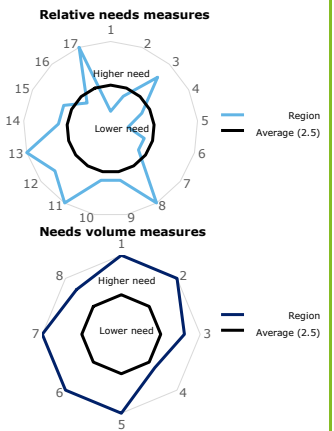 Relative needs measures
1
17
2
16
3
Higher need
15
4
14
Lower need
5
Region
Average (2.5)
13
6
12
7
11
8
10
9
Needs volume measures
1
8
2
Higher need
7
Lower need
3
Region
Average (2.5)
6
4
5